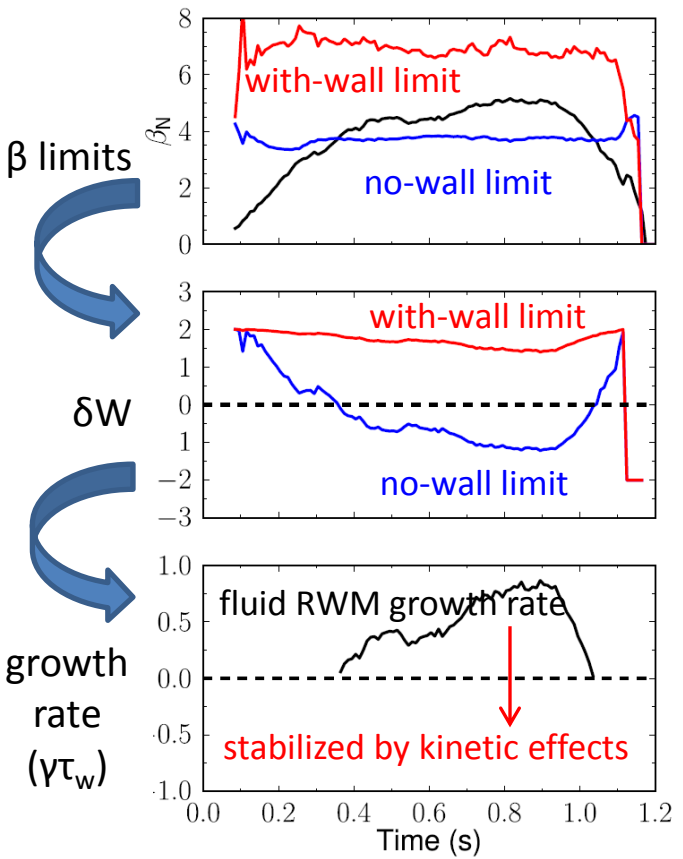 8
6
4
2
0
β_N
with-wall limit
no-wall limit
β limits
3
2
1
0
1
−2
−3
with-wall limit
no-wall limit
δW
1.0
0.5
0.0
0.5
1.0
fluid RWM growth rate
stabilized by kinetic effects
growth
rate
(γτ_w)
0.0 0.2 0.4 0.6 0.8 1.0 1.2
Time (s)